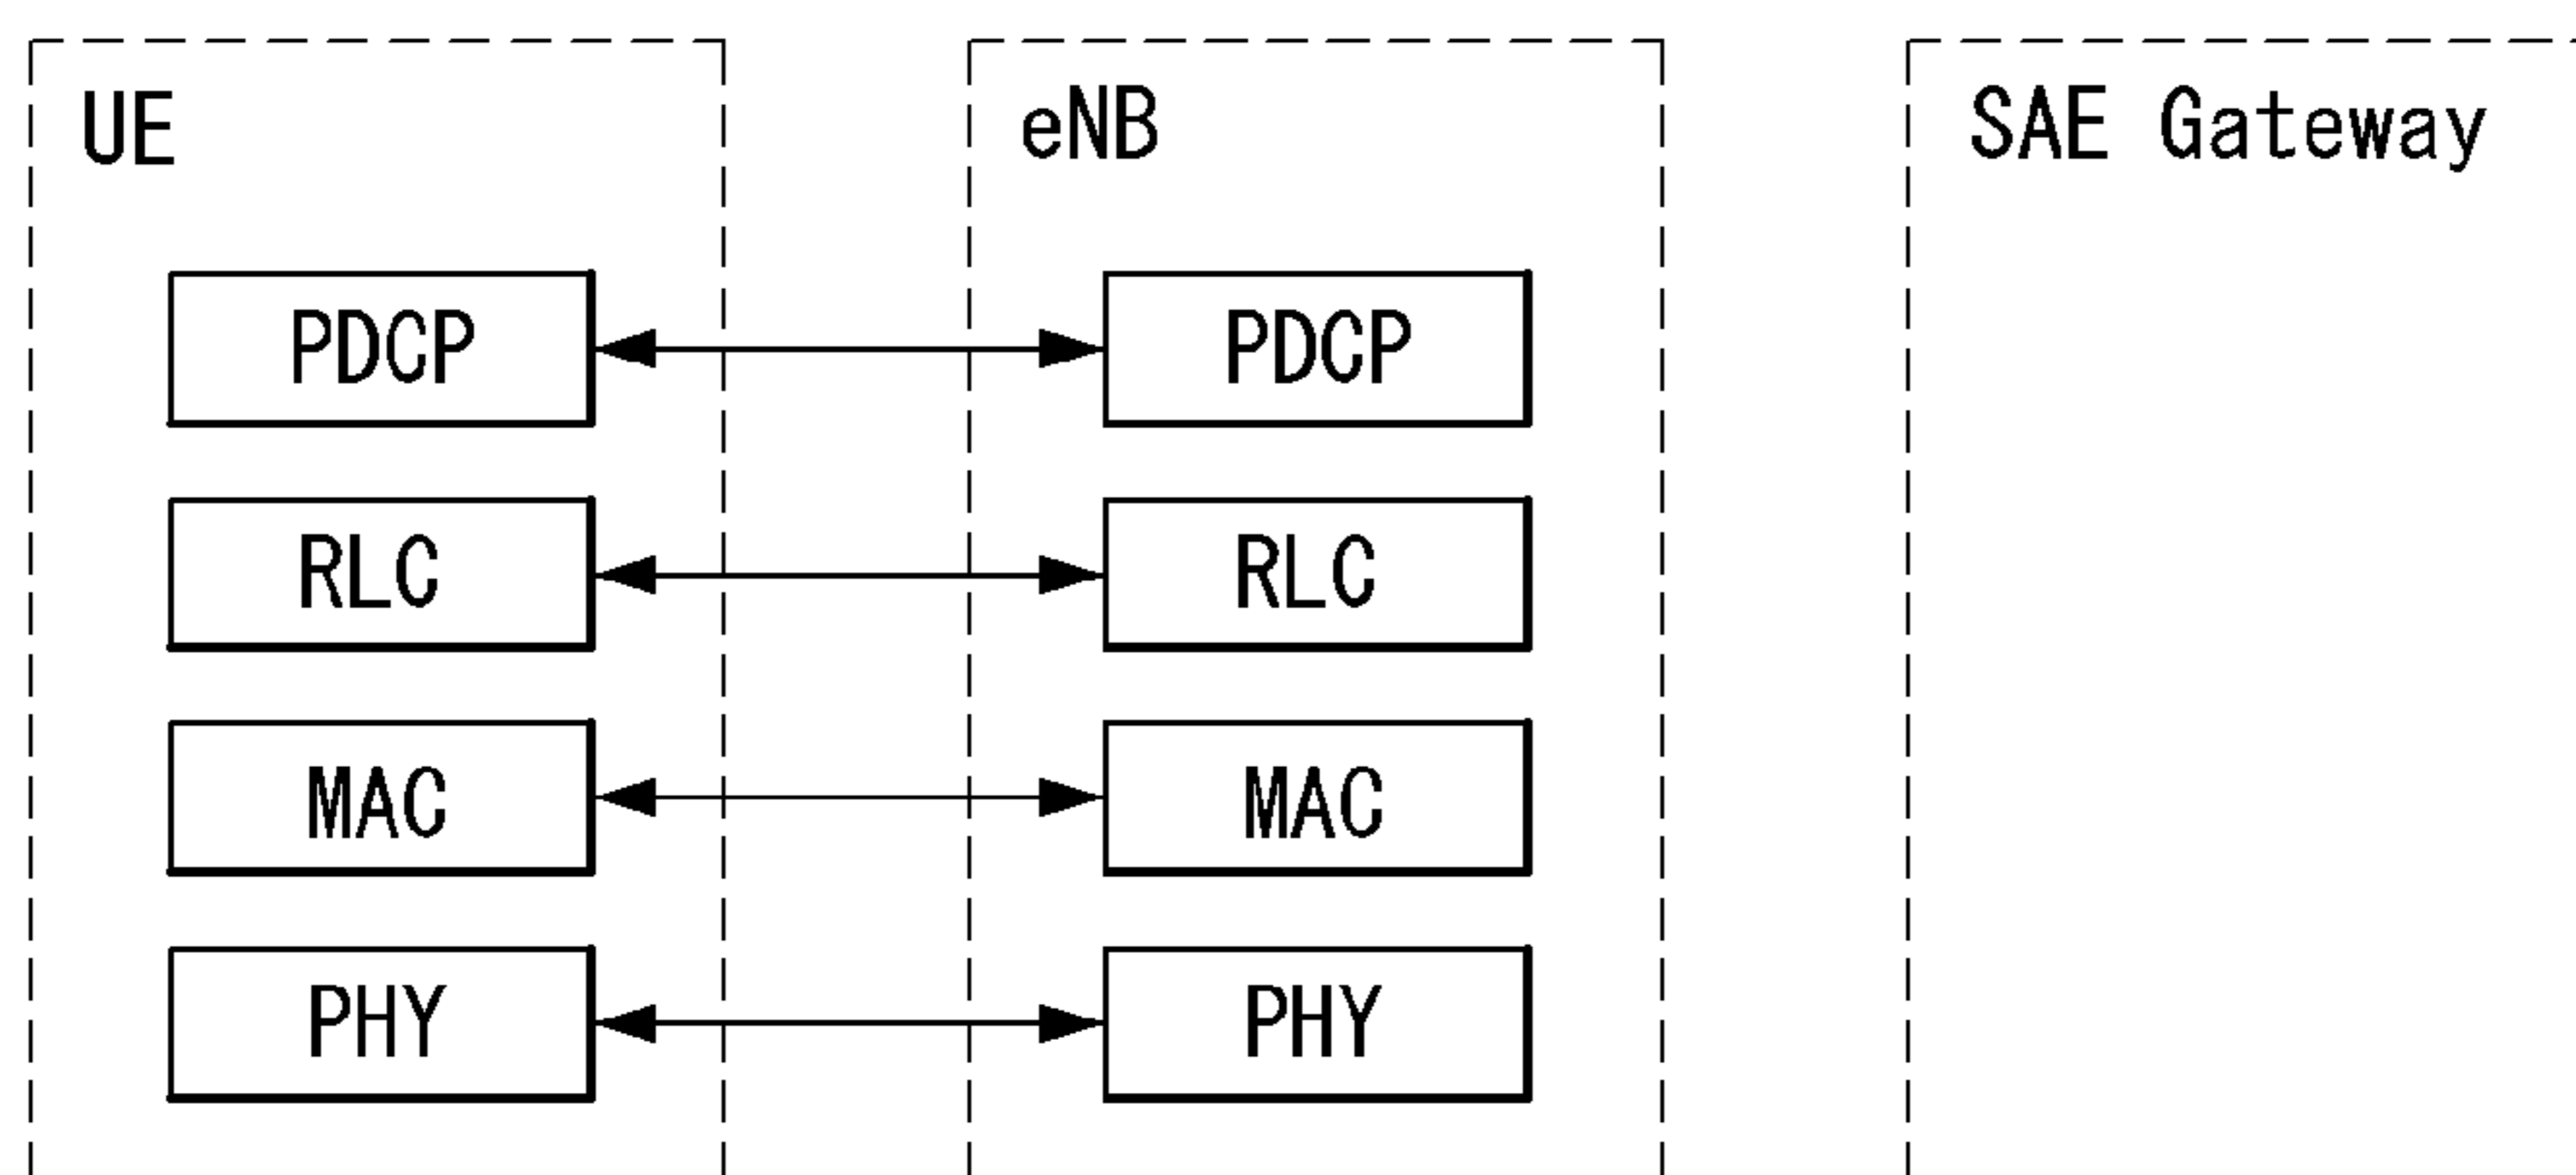 UE
eNB
SAE Gateway
PDCP
PDCP
RLC
RLC
MAC
MAC
PHY
PHY